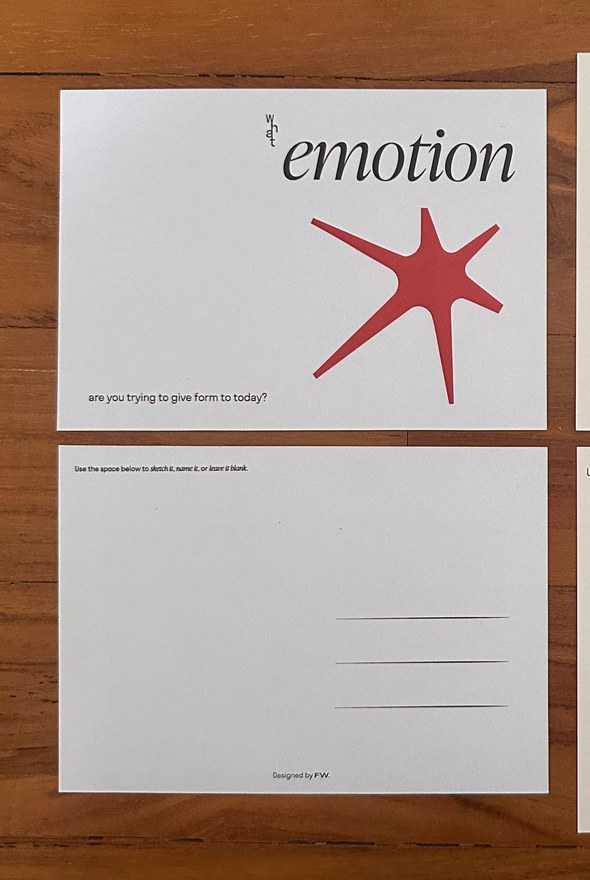 what
emotion
are you trying to give form to today?
Use the space below to sketch it, name it, or leave it blank.
Designed by FW.